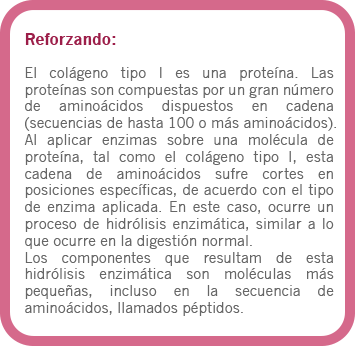 Reforzando:
El colágeno tipo I es una proteína. Las
proteínas son compuestas por un gran número
de aminoácidos dispuestos en cadena
(secuencias de hasta 100 o más aminoácidos).
Al aplicar enzimas sobre una molécula de
proteína, tal como el colágeno tipo I, esta
cadena de aminoácidos sufre cortes en
posiciones específicas, de acuerdo con el tipo
de enzima aplicada. En este caso, ocurre un
proceso de hidrólisis enzimática, similar a lo
que ocurre en la digestión normal.
Los componentes que resultam de esta
hidrólisis enzimática son moléculas más
pequeñas, incluso en la secuencia de
aminoácidos, llamados péptidos.